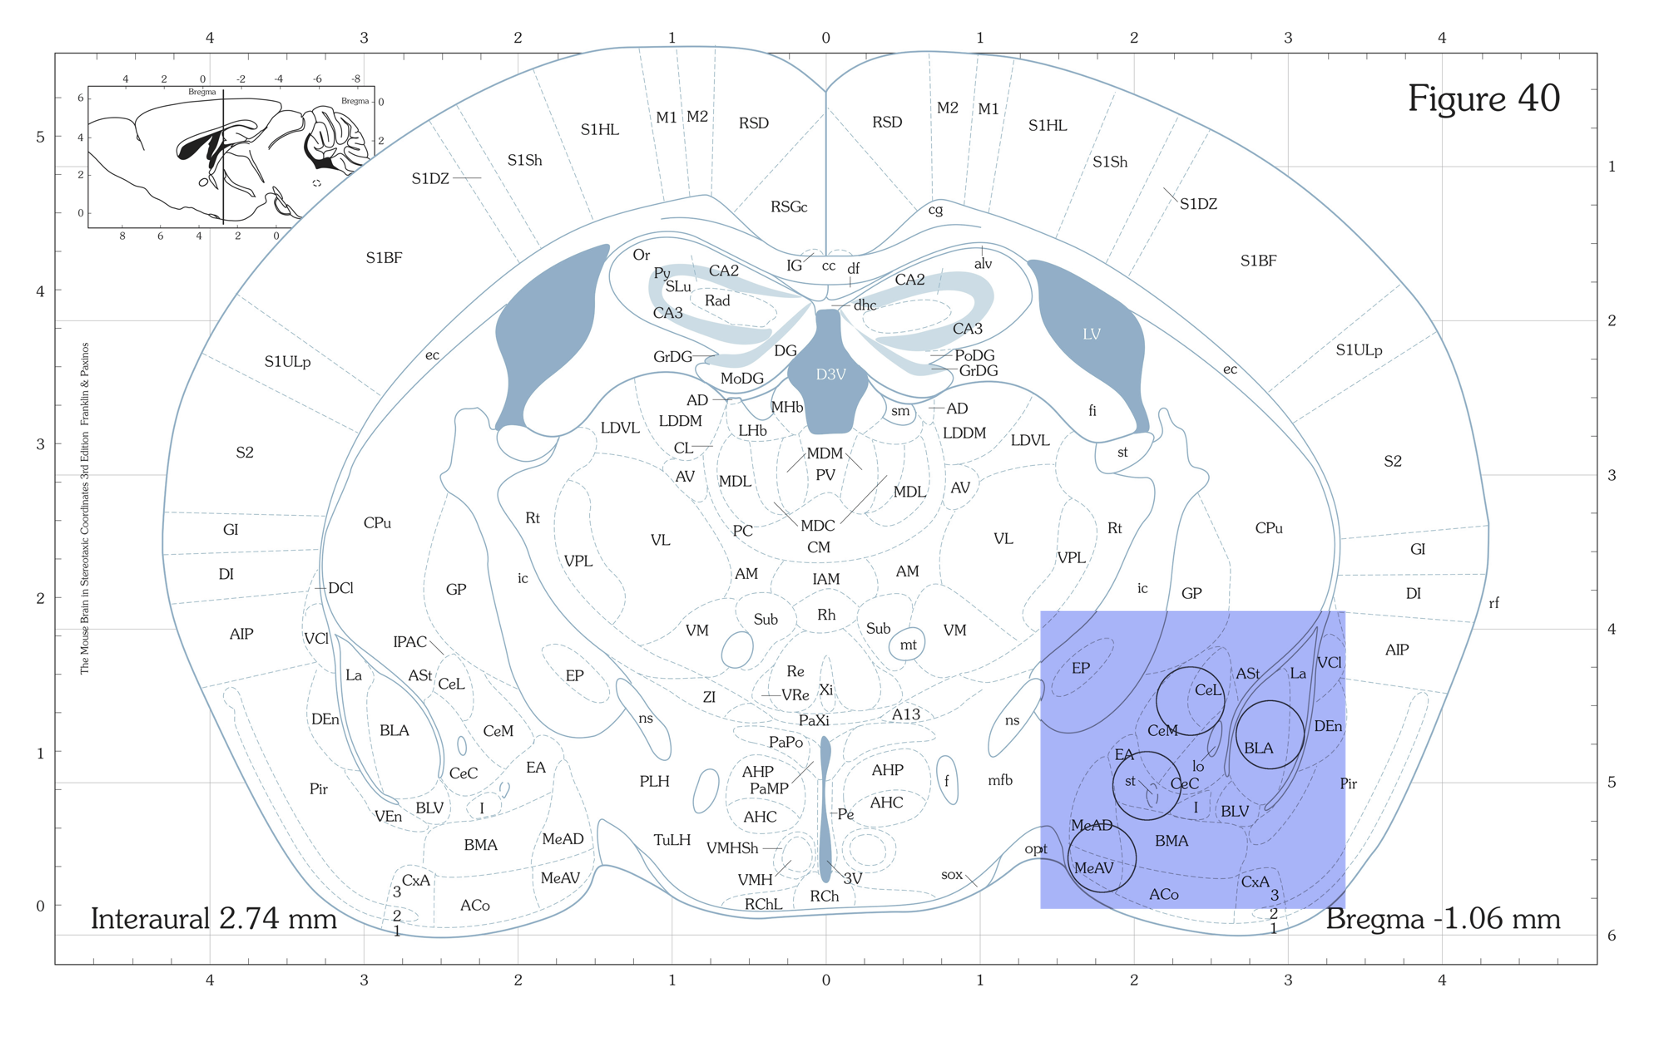 4 3 2 1 0 1 2 3 4
Figure 40
4 2 0 -2 -4 -6 -8
Bregma
Bregma
6 4 2 0
0 2
8 6 4 2 0
5 4 3 2 1 0
1 2 3 4 5 6
The Mouse Brain in Stereotaxic Coordinates 3rd Edition Franklin & Paxinos
S1HL M1 M2 RSD RSD M2 M1 S1HL
S1DZ S1Sh S1Sh S1DZ
S1BF RSGc cg S1BF
Or IG cc df alv
Py CA2 CA2
SLu Rad dhc
CA3 CA3 LV
S1ULp ec GrDG DG PoDG S1ULp
MoDG D3V GrDG ec
AD MHb sm AD fi
LDVL LDDM LHb LDDM LDVL
S2 CL MDM st S2
AV MDL PV MDL AV
GI CPu Rt PC MDC Rt CPu GI
VL CM VL
DI VPL AM IAM AM VPL DI
DCl GP ic ic GP rf
Sub Rh Sub
AIP VCl IPAC VM VM AIP
mt
La ASt CeL EP Re EP CeL ASt La VCl
ZI VRe Xi
DEn BLA CeM ns PaXi A13 ns CeM BLA DEn
PaPo
CeC EA AHP AHP EA lo
Pir PLH PaMP f mfb st CeC Pir
VEn BLV I AHC AHC Pe I BLV
BMA MeAD TuLH VMHSh opt MeAD BMA
CxA MeAV VMH 3V sox MeAV CxA
3 ACo RChL RCh ACo 3
2 2
1 1
Interaural 2.74 mm
Bregma -1.06 mm
4 3 2 1 0 1 2 3 4